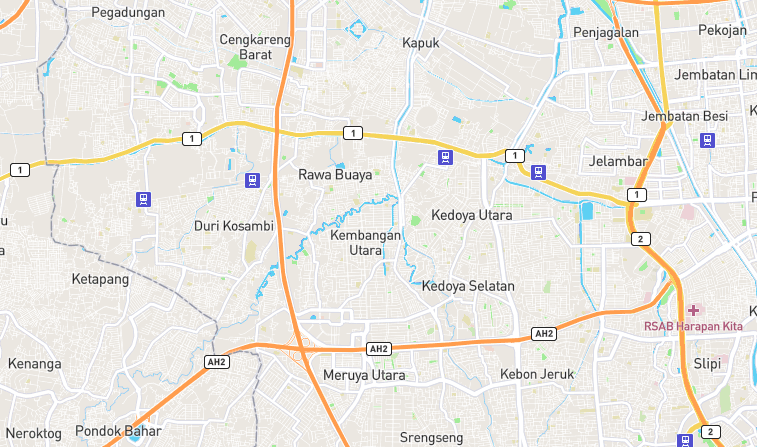 Pegadungan
Cengkareng
Barat
Kapuk
Penjagalan
Pekojan
Jembatan Lim
Jembatan Besi
1
1
1
1
Jelambar
Rawa Buaya
1
Duri Kosambi
Kembangan
Utara
Kedoya Utara
2
Ketapang
Kedoya Selatan
RSAB Harapan Kita
AH2
AH2
AH2
Kenanga
Meruya Utara
Kebon Jeruk
Slipi
Neroktog
Pondok Bahar
Srengseng
2